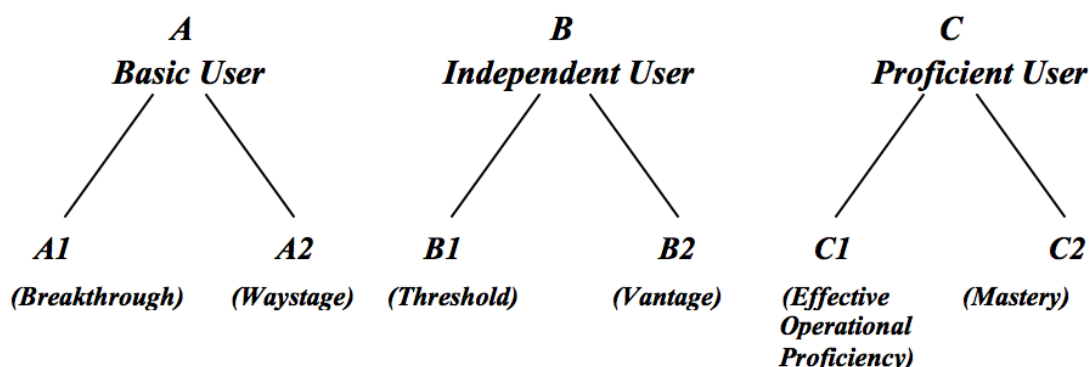 A B C
Basic User Independent User Proficient User
A1 A2 B1 B2 C1 C2
(Breakthrough) (Waystage) (Threshold) (Vantage) (Effective (Mastery)
Operational
Proficiency)